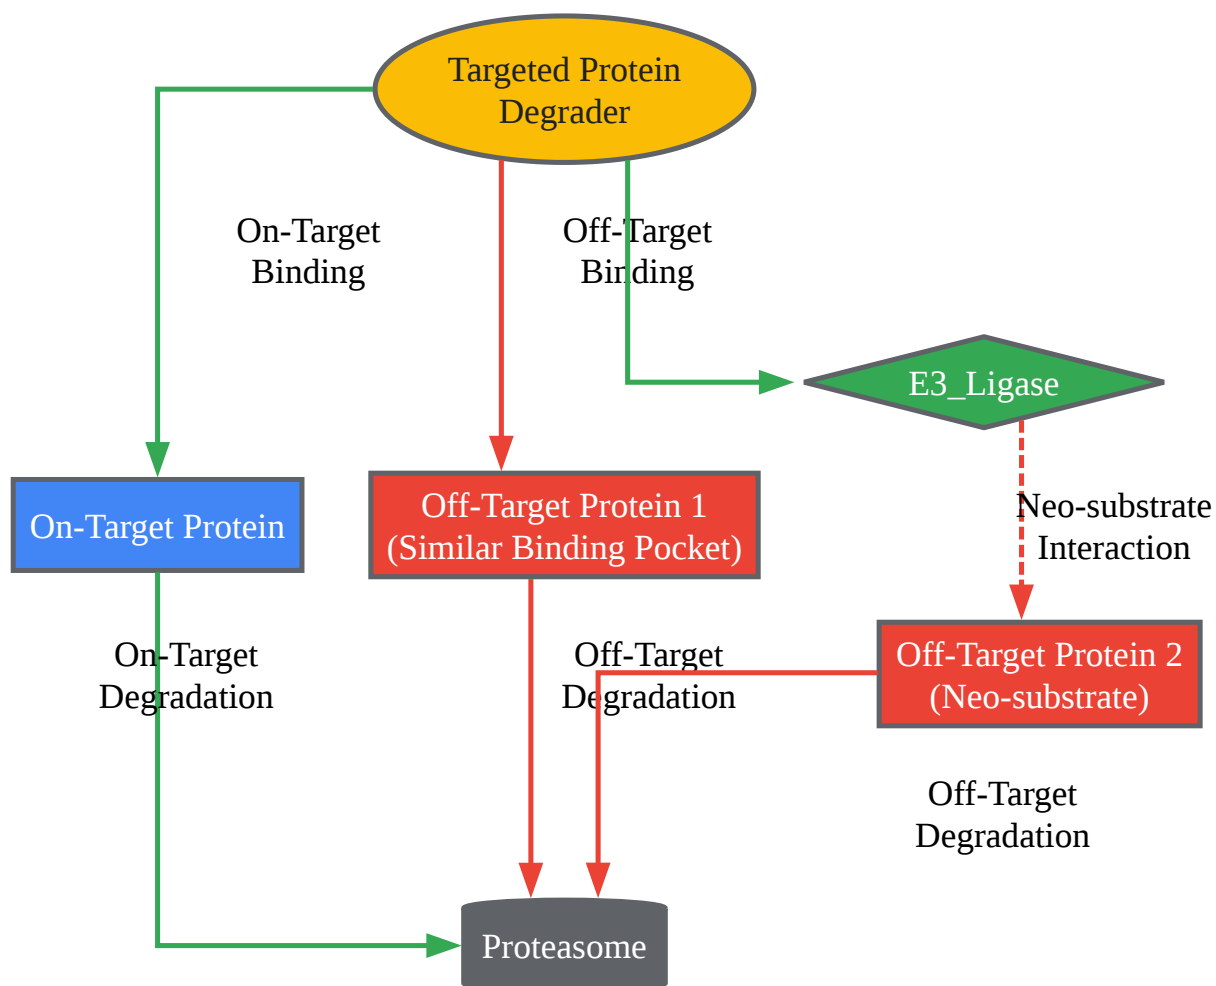 Targeted Protein
Degrader
On-Target
Binding
Off-Target
Binding
E3_Ligase
On-Target Protein
Off-Target Protein 1
(Similar Binding Pocket)
Neo-substrate
Interaction
On-Target
Degradation
Off-Target
Degradation
Off-Target Protein 2
(Neo-substrate)
Off-Target
Degradation
Proteasome